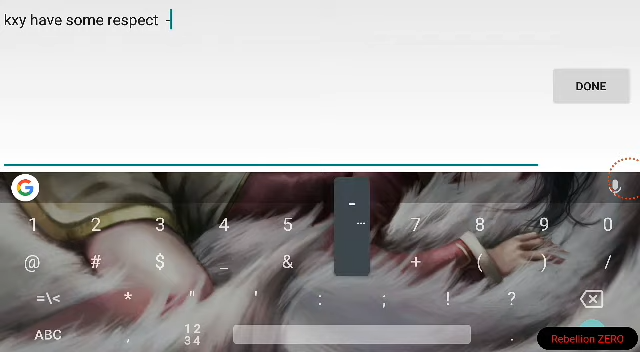 kxy have some respect -
DONE
G
1 2 3 4 5 - ... 7 8 9 0
@ # $ _ & + ( ) /
=\< * " ' : ; ! ? 
ABC , 12 .
34
Rebellion ZERO